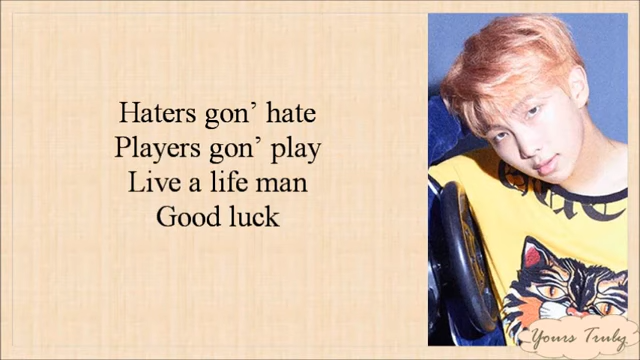 Haters gon’ hate
Players gon’ play
Live a life man
Good luck
Yours Truly